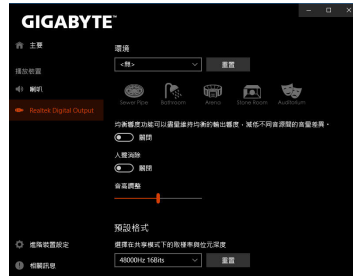 GIGABYTE™
主要
播放裝置
喇叭
Realtek Digital Output
進階裝置設定
相關訊息
環境
<無>
重置
Sewer Pipe Bathroom Arena Stone Room Auditorium
均衡響度功能可以盡量維持均衡的輸出響度，減低不同音源間的音量差異。
關閉
人聲消除
關閉
音高調整
預設格式
選擇在共享模式下的取樣率與位元深度
48000Hz 16Bits
重置